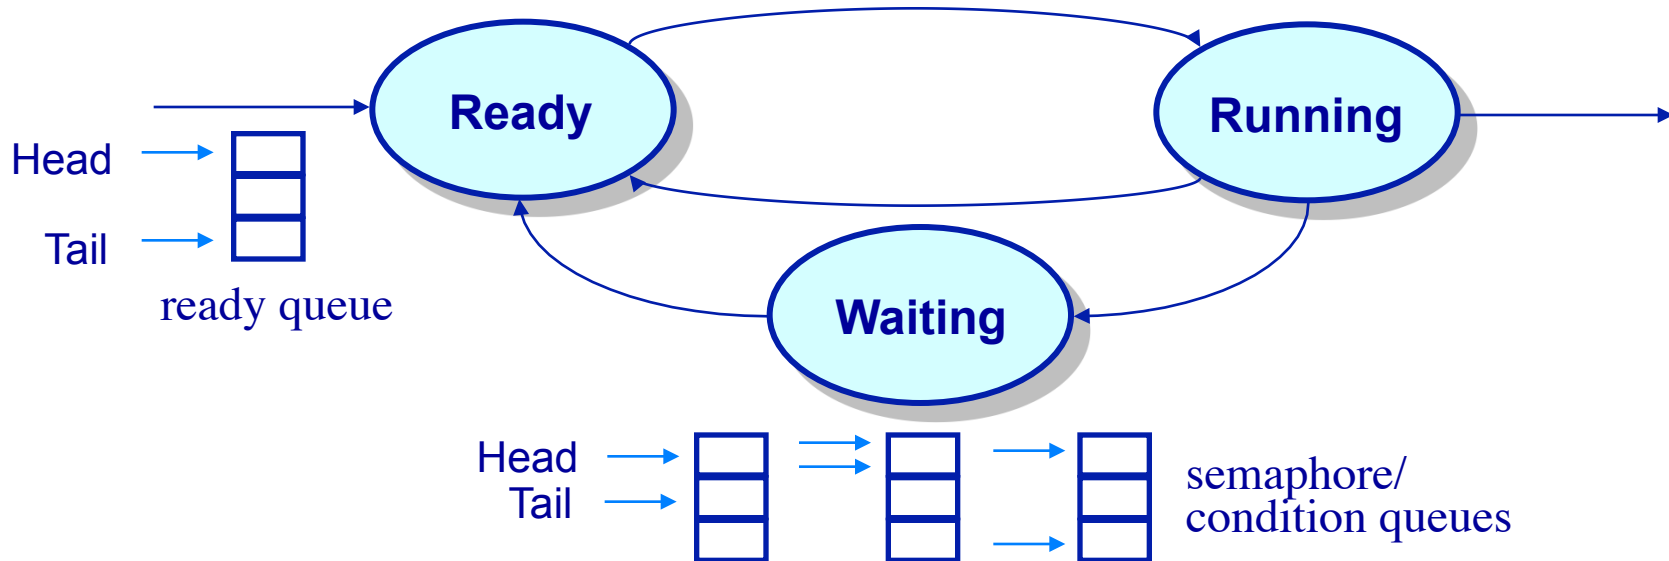 Ready
Running
Head
Tail
ready queue
Waiting
Head
Tail
semaphore/
condition queues